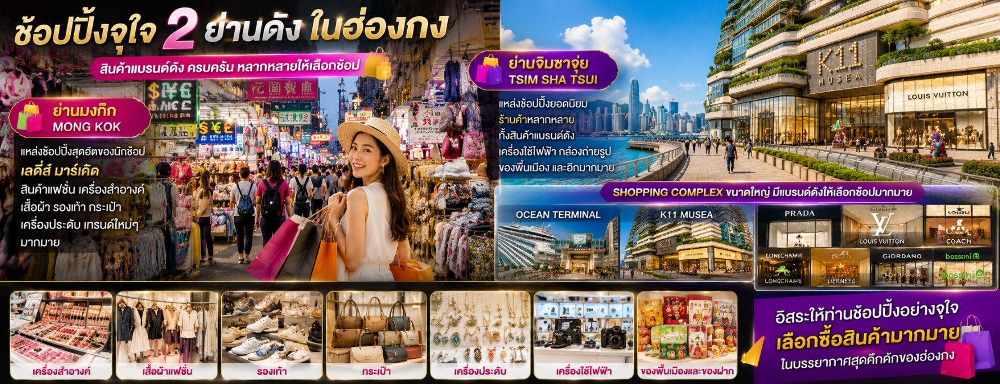 ช้อปปิ้งจุใจ 2 ย่านดัง ในฮ่องกง
สินค้าแบรนด์ดัง ครบครัน หลากหสายให้เสือกช้อป
ย่านมงก๊ก
MONG KOK
แหล่งช้อปปิ้งสุดฮิตของนักช้อป
เลดี้ส์ มาร์เก็ต
สินค้าแฟชั่น เครื่องสำอางค์
เสื้อผ้า รองเท้า กระเป๋า
เครื่องประดับ เทรนด์ใหม่ๆ
มากมาย
ย่านจิมซาจุ่ย
TSIM SHA TSUI
แหล่งช้อปปิ้งยอดนิยม
ร้านค้าหลากหลาย
ทั้งสินค้าแบรนด์ดัง
เครื่องใช้ไฟฟ้า กล้องถ่ายรูป
ของพื้นเมือง และอีกมากมาย
K11
MUSEA
LOUIS VUITTON
SHOPPING COMPLEX ขนาดใหญ่ มีแบรนด์ดังให้เลือกช้อปมากมาย
OCEAN TERMINAL
K11 MUSEA
PRADA
LOUIS VUITTON
COACH
LONGCHAMPS
HERMES
GIORDANO
bossini
bossini
เครื่องสำอางค์
เสื้อผ้าแฟชั่น
รองเท้า
กระเป๋า
เครื่องประดับ
เครื่องใช้ไฟฟ้า
ของพื้นเมืองและของฝาก
อิสระให้ท่านช้อปปิ้งอย่างจุใจ
เลือกซื้อสินค้ามากมาย
ในบรรยากาศสุดคึกคักของฮ่องกง